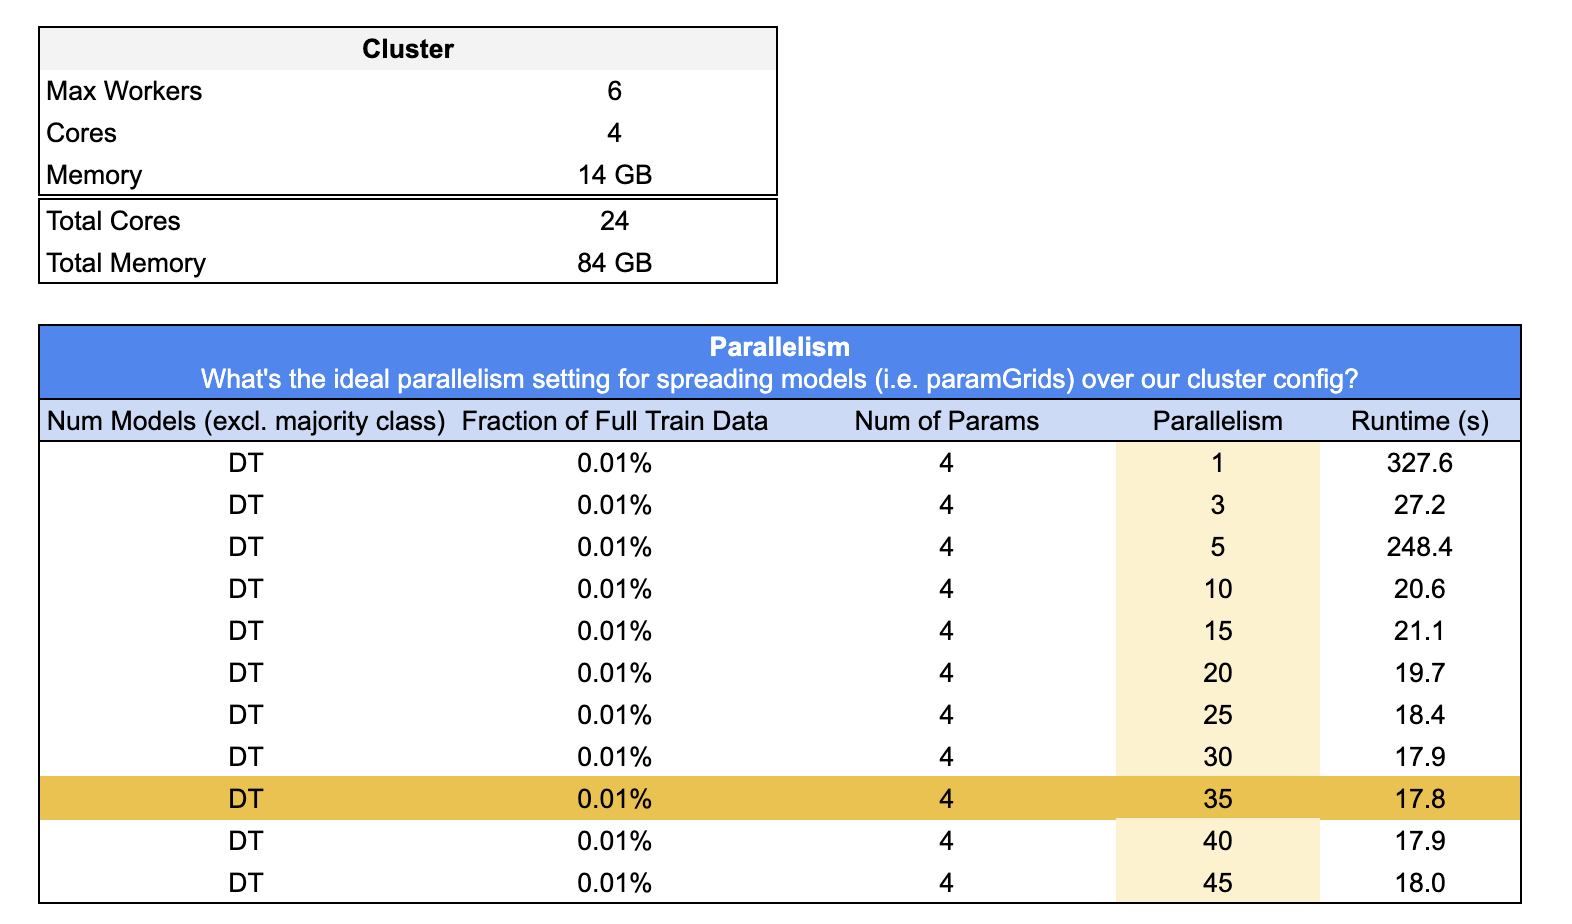 Cluster
Max Workers 6
Cores 4
Memory 14 GB
Total Cores 24
Total Memory 84 GB
Parallelism
What's the ideal parallelism setting for spreading models (i.e. paramGrids) over our cluster config?
Num Models (excl. majority class) Fraction of Full Train Data Num of Params Parallelism Runtime (s)
DT 0.01% 4 1 327.6
DT 0.01% 4 3 27.2
DT 0.01% 4 5 248.4
DT 0.01% 4 10 20.6
DT 0.01% 4 15 21.1
DT 0.01% 4 20 19.7
DT 0.01% 4 25 18.4
DT 0.01% 4 30 17.9
DT 0.01% 4 35 17.8
DT 0.01% 4 40 17.9
DT 0.01% 4 45 18.0